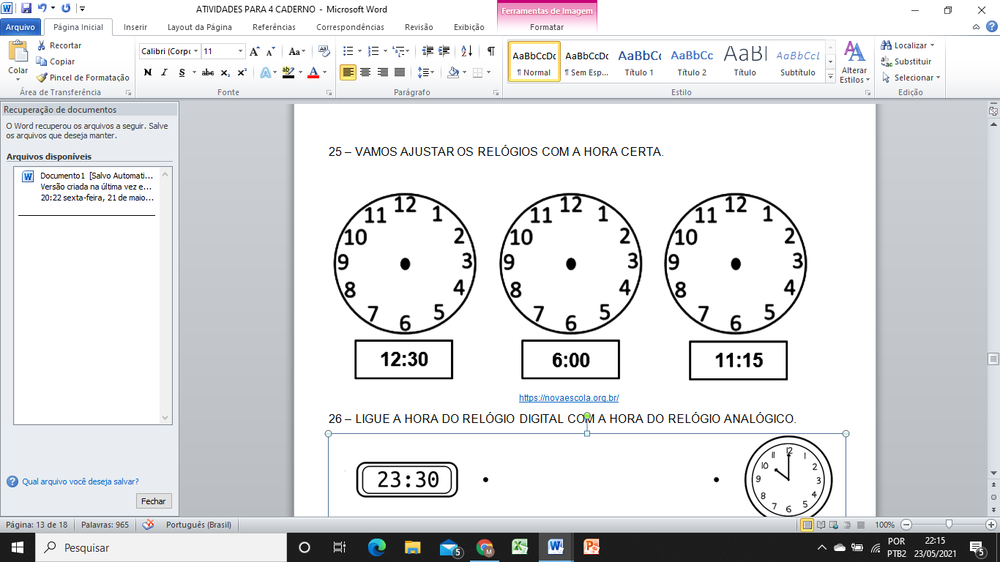 ATIVIDADES PARA 4 CADERNO - Microsoft Word
Ferramentas de Imagem
Arquivo Página Inicial Inserir Layout da Página Referências Correspondências Revisão Exibição Formatar
Colar
Recortar
Copiar
Pincel de Formatação
Área de Transferência
Calibri (Corpo 11
N I S abc x₂ x²
Fonte
Parágrafo
AaBbCcDc AaBbCcDc AaBbCc AaBbCc AaBl AaBbCcL
¶ Normal ¶ Sem Esp... Título 1 Título 2 Título Subtítulo
Alterar Estilos
Estilo
Localizar
Substituir
Selecionar
Edição
Recuperação de documentos
O Word recuperou os arquivos a seguir. Salve
os arquivos que deseja manter.
Arquivos disponíveis
Documento1 [Salvo Automati...
Versão criada na última vez e...
20:22 sexta-feira, 21 de maio...
Qual arquivo você deseja salvar?
Fechar
25 – VAMOS AJUSTAR OS RELÓGIOS COM A HORA CERTA.
12 1 2 3 4 5 6 7 8 9 10 11
12 1 2 3 4 5 6 7 8 9 10 11
12 1 2 3 4 5 6 7 8 9 10 11
12:30 6:00 11:15
https://novaescola.org.br/
26 – LIGUE A HORA DO RELÓGIO DIGITAL COM A HORA DO RELÓGIO ANALÓGICO.
23:30
12 1 2 3 4 5 6 7 8 9 10 11
Página: 13 de 18 Palavras: 965 Português (Brasil) 100%
Pesquisar
5
M
POR
PTB2
22:15
23/05/2021
5